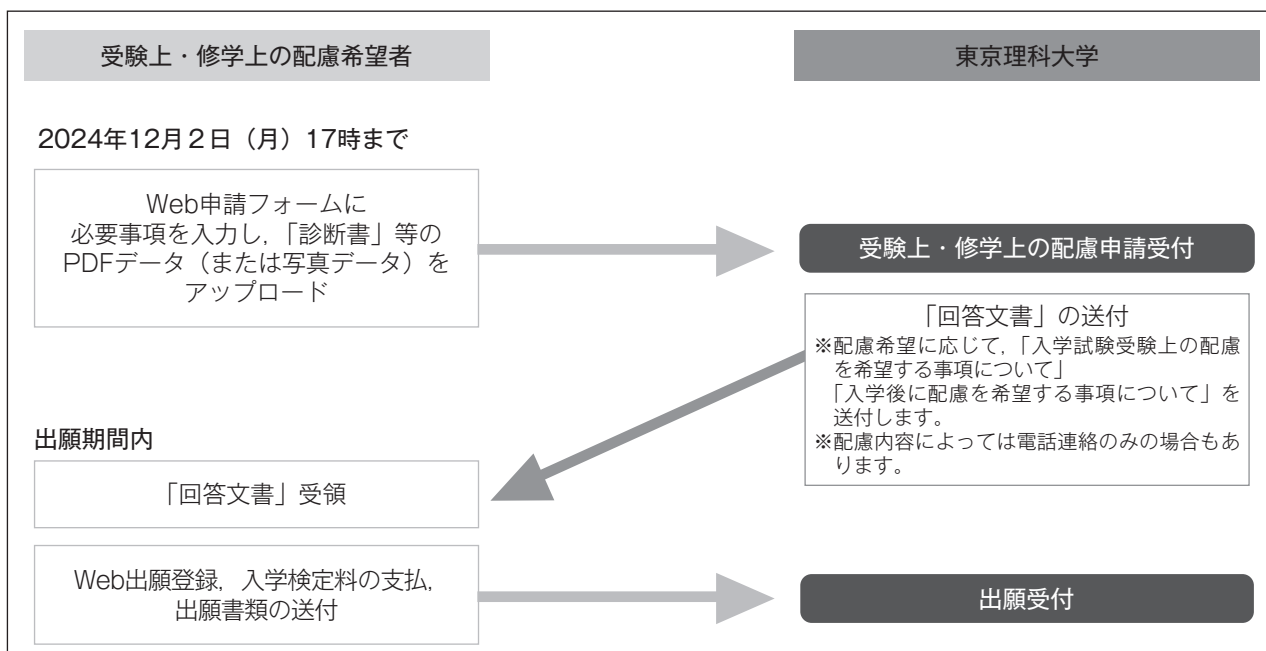 受験上・修学上の配慮希望者
東京理科大学
2024年12月2日（月）17時まで
Web申請フォームに
必要事項を入力し,「診断書」等の
PDFデータ（または写真データ）を
アップロード
受験上・修学上の配慮申請受付
「回答文書」の送付
※配慮希望に応じて,「入学試験受験上の配慮
を希望する事項について」
「入学後に配慮を希望する事項について」を
送付します。
※配慮内容によっては電話連絡のみの場合もあ
ります。
出願期間内
「回答文書」受領
Web出願登録, 入学検定料の支払,
出願書類の送付
出願受付